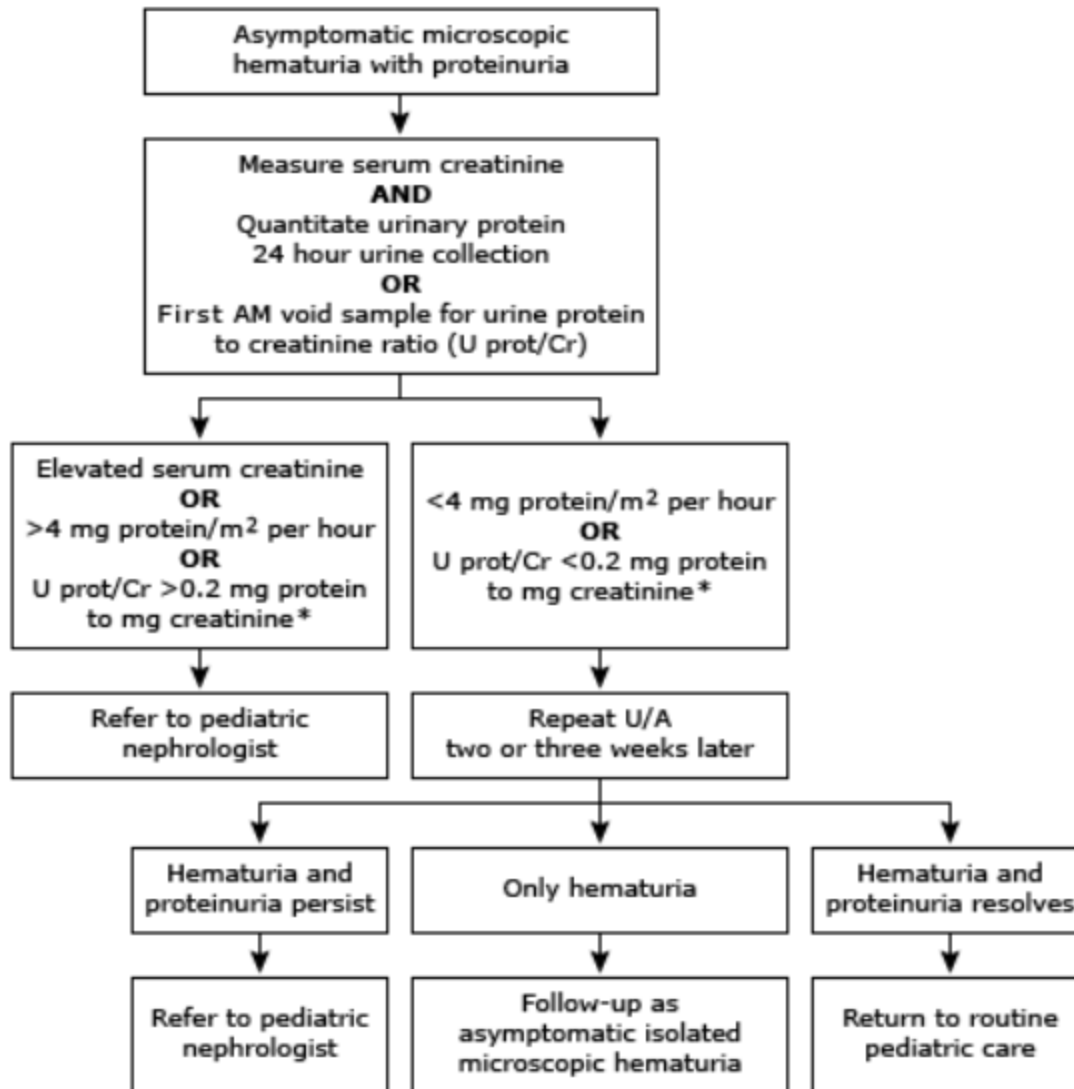 Asymptomatic microscopic
hematuria with proteinuria
Measure serum creatinine
AND
Quantitate urinary protein
24 hour urine collection
OR
First AM void sample for urine protein
to creatinine ratio (U prot/Cr)
Elevated serum creatinine
OR
>4 mg protein/m² per hour
OR
U prot/Cr >0.2 mg protein
to mg creatinine*
<4 mg protein/m² per hour
OR
U prot/Cr <0.2 mg protein
to mg creatinine*
Refer to pediatric
nephrologist
Repeat U/A
two or three weeks later
Hematuria and
proteinuria persist
Only hematuria
Hematuria and
proteinuria resolves
Refer to pediatric
nephrologist
Follow-up as
asymptomatic isolated
microscopic hematuria
Return to routine
pediatric care